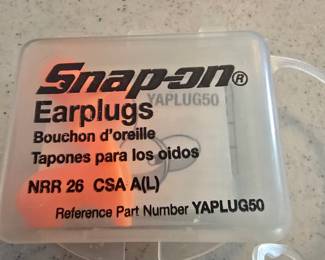 Snap-on®
YAPLUG50
Earplugs
Bouchon d'oreille
Tapones para los oidos
NRR 26 CSA A(L)
Reference Part Number YAPLUG50